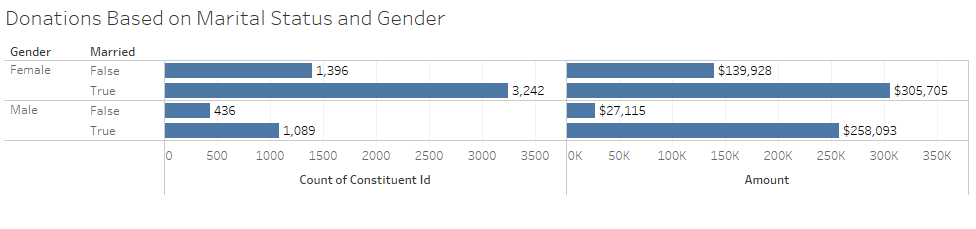 Donations Based on Marital Status and Gender
Gender Married
Female False 1,396 $139,928
True 3,242 $305,705
Male False 436 $27,115
True 1,089 $258,093
0 500 1000 1500 2000 2500 3000 3500 0K 50K 100K 150K 200K 250K 300K 350K
Count of Constituent Id Amount